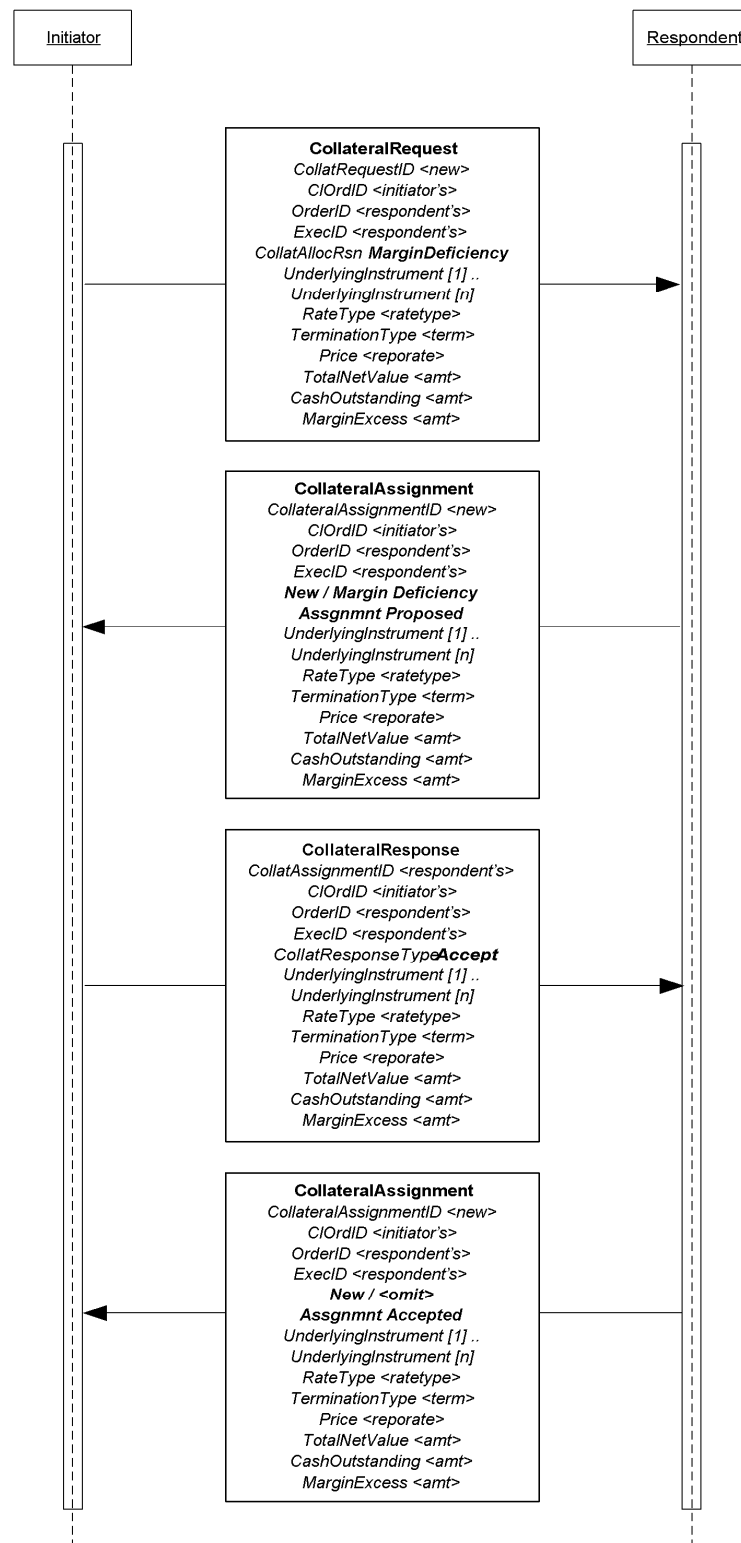 Initiator
Respondent
CollateralRequest
CollatRequestID <new>
ClOrdID <initiator's>
OrderID <respondent's>
ExecID <respondent's>
CollatAllocRsn MarginDeficiency
UnderlyingInstrument [1] ..
UnderlyingInstrument [n]
RateType <ratetype>
TerminationType <term>
Price <reporate>
TotalNetValue <amt>
CashOutstanding <amt>
MarginExcess <amt>
CollateralAssignment
CollateralAssignmentID <new>
ClOrdID <initiator's>
OrderID <respondent's>
ExecID <respondent's>
New / Margin Deficiency
Assgnmnt Proposed
UnderlyingInstrument [1] ..
UnderlyingInstrument [n]
RateType <ratetype>
TerminationType <term>
Price <reporate>
TotalNetValue <amt>
CashOutstanding <amt>
MarginExcess <amt>
CollateralResponse
CollatAssignmentID <respondent's>
ClOrdID <initiator's>
OrderID <respondent's>
ExecID <respondent's>
CollatResponseType Accept
UnderlyingInstrument [1] ..
UnderlyingInstrument [n]
RateType <ratetype>
TerminationType <term>
Price <reporate>
TotalNetValue <amt>
CashOutstanding <amt>
MarginExcess <amt>
CollateralAssignment
CollateralAssignmentID <new>
ClOrdID <initiator's>
OrderID <respondent's>
ExecID <respondent's>
New / <omit>
Assgnmnt Accepted
UnderlyingInstrument [1] ..
UnderlyingInstrument [n]
RateType <ratetype>
TerminationType <term>
Price <reporate>
TotalNetValue <amt>
CashOutstanding <amt>
MarginExcess <amt>